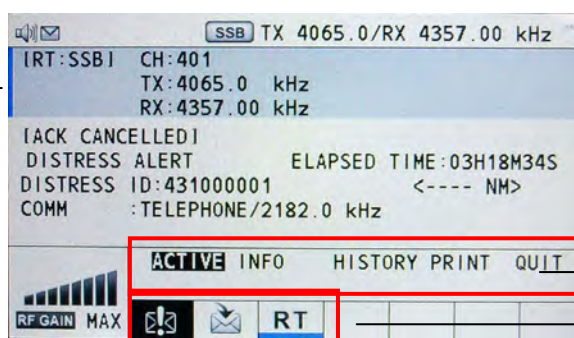 SSB TX 4065.0/RX 4357.00 kHz
[RT:SSB] CH:401
TX:4065.0 kHz
RX:4357.00 kHz
[ACK CANCELLED]
DISTRESS ALERT ELAPSED TIME:03H18M34S
DISTRESS ID:431000001 <---- NM>
COMM :TELEPHONE/2182.0 kHz
ACTIVE INFO HISTORY PRINT QUIT
RF GAIN MAX RT